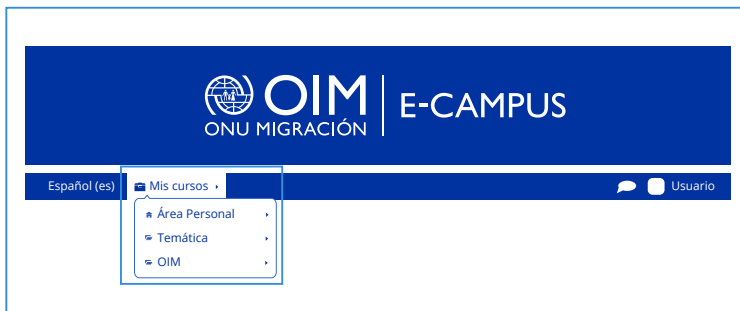 OIM
ONU MIGRACIÓN
E-CAMPUS
Español (es) Mis cursos Usuario
Área Personal
Temática
OIM